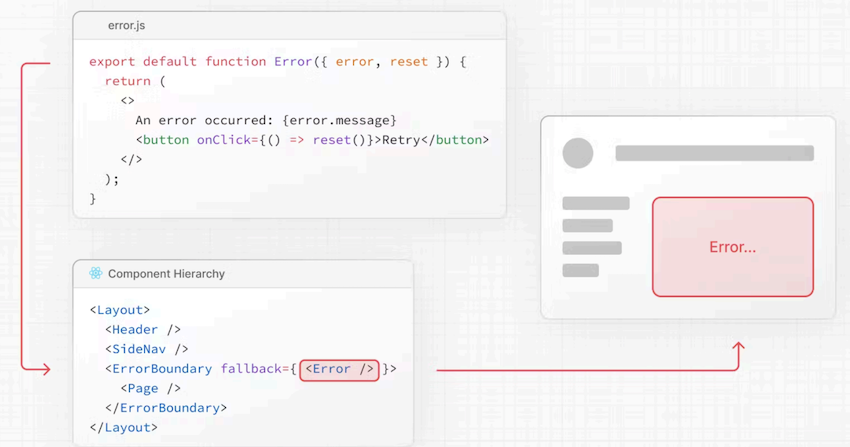 error.js
export default function Error({ error, reset }) {
return (
<>
An error occurred: {error.message}
<button onClick={() => reset()}>Retry</button>
</>
);
}
Component Hierarchy
<Layout>
<Header />
<SideNav />
<ErrorBoundary fallback={ <Error /> }>
<Page />
</ErrorBoundary>
</Layout>
Error...